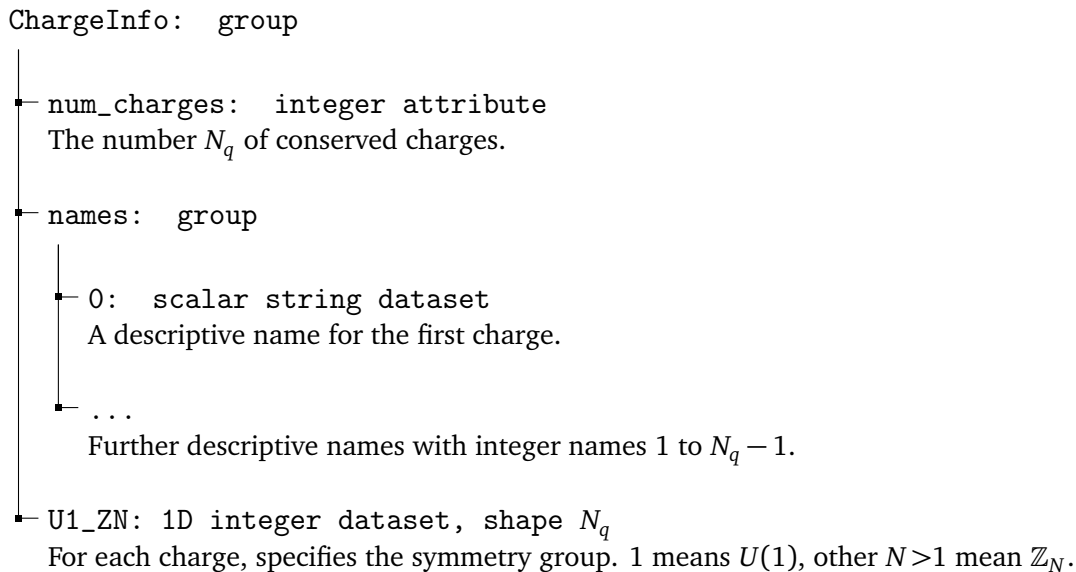 ChargeInfo: group
num_charges: integer attribute
The number N_q of conserved charges.
names: group
0: scalar string dataset
A descriptive name for the first charge.
...
Further descriptive names with integer names 1 to N_q − 1.
U1_ZN: 1D integer dataset, shape N_q
For each charge, specifies the symmetry group. 1 means U(1), other N>1 mean ℤ_N.